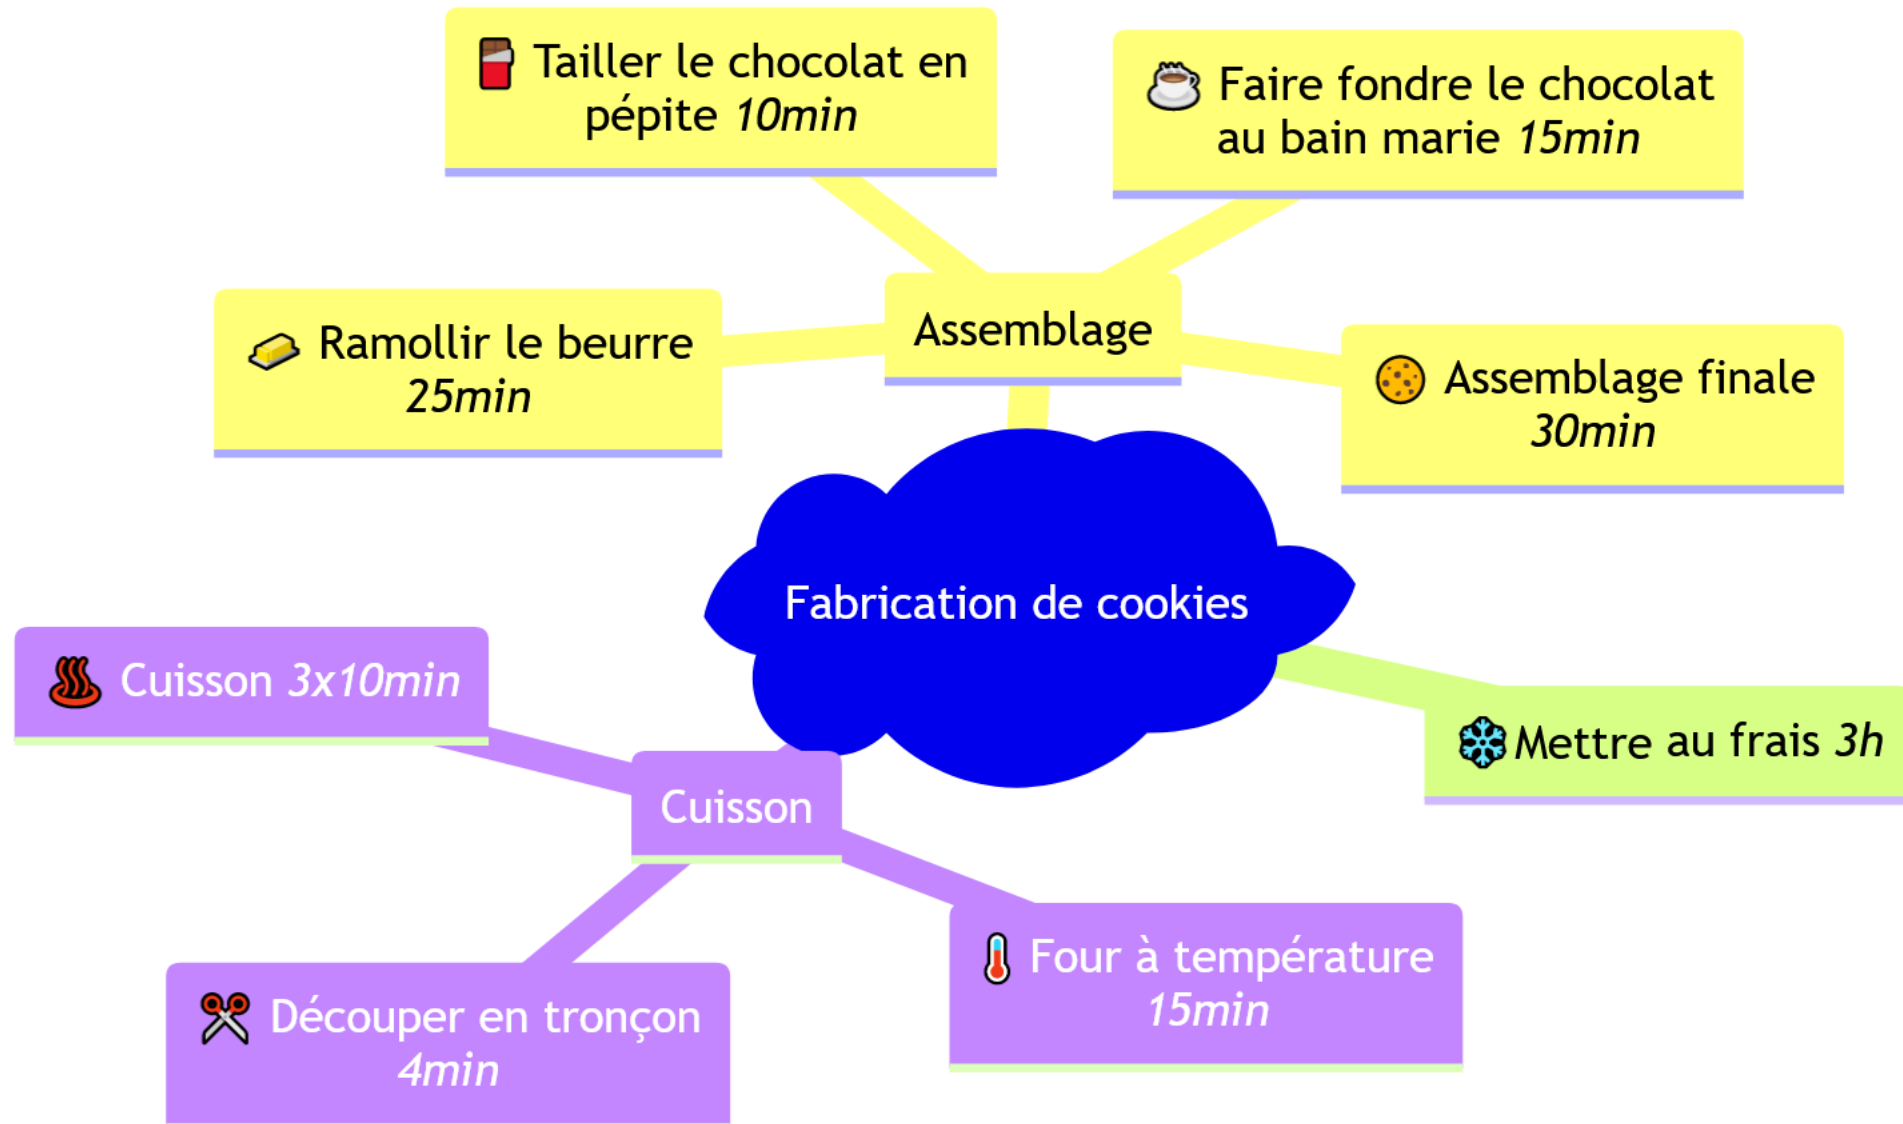 Tailler le chocolat en
pépite 10min
Faire fondre le chocolat
au bain marie 15min
Ramollir le beurre
25min
Assemblage
Assemblage finale
30min
Fabrication de cookies
Cuisson 3x10min
Mettre au frais 3h
Cuisson
Four à température
15min
Découper en tronçon
4min